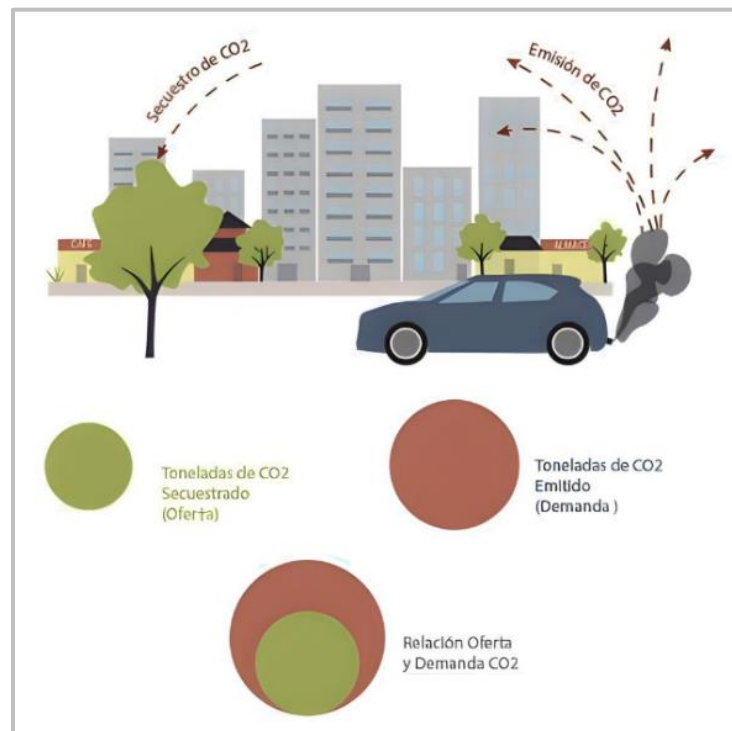 Secuestro de CO2
Emisión de CO2
CAFE
ALMACE
Toneladas de CO2
Secuestrado
(Oferta)
Toneladas de CO2
Emitido
(Demanda )
Relación Oferta
y Demanda CO2